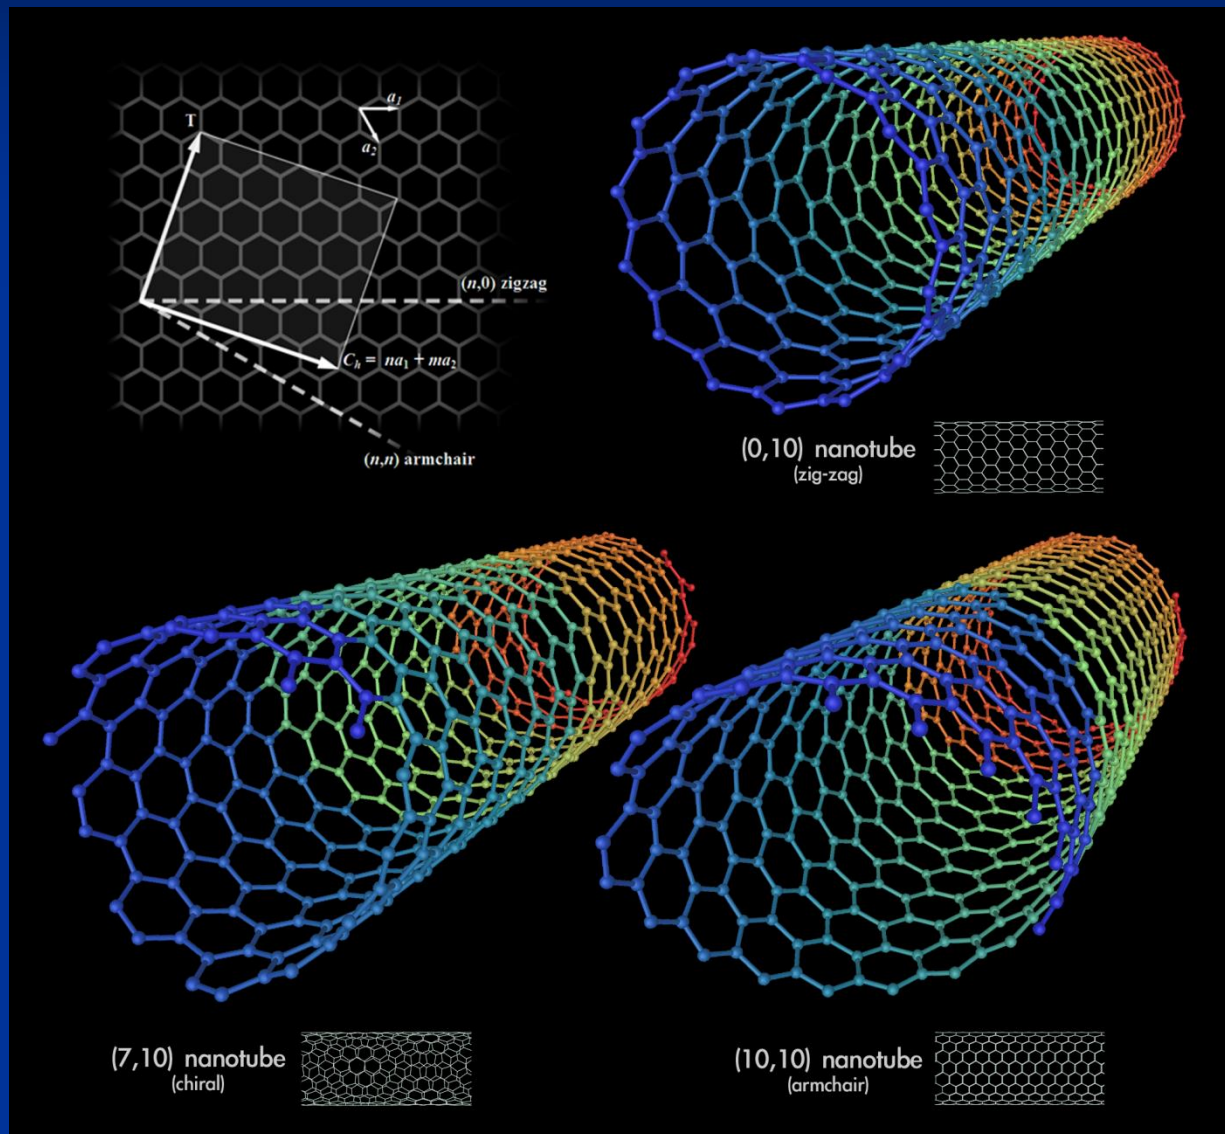 a₁
T
a₂
(n,0) zigzag
Cₕ = na₁ + ma₂
(n,n) armchair
(0,10) nanotube
(zig-zag)
(7,10) nanotube
(chiral)
(10,10) nanotube
(armchair)